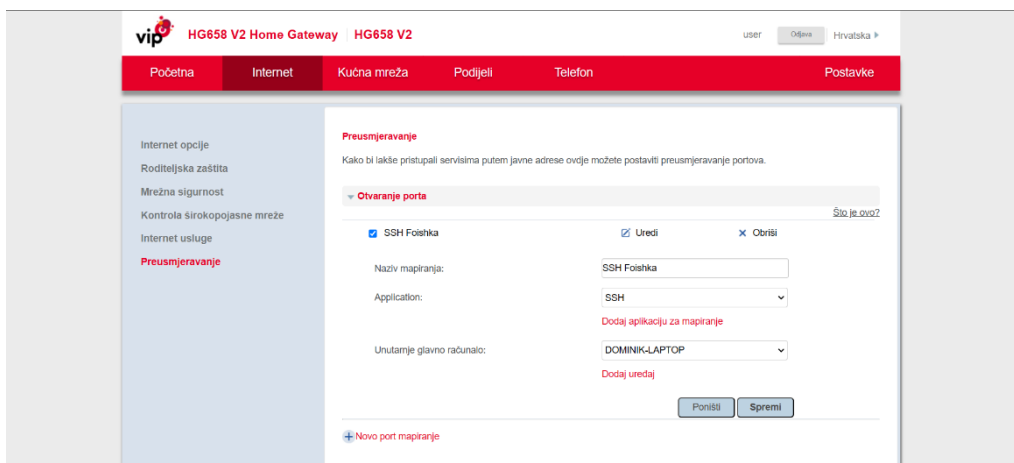 vip HG658 V2 Home Gateway HG658 V2 user Odjava Hrvatska
Početna Internet Kućna mreža Podijeli Telefon Postavke
Internet opcije
Roditeljska zaštita
Mrežna sigurnost
Kontrola širokopojasne mreže
Internet usluge
Preusmjeravanje
Preusmjeravanje
Kako bi lakše pristupali servisima putem javne adrese ovdje možete postaviti preusmjeravanje portova.
Otvaranje porta
Što je ovo?
SSH Foishka Uredi Obriši
Naziv mapiranja: SSH Foishka
Application: SSH
Dodaj aplikaciju za mapiranje
Unutarnje glavno računalo: DOMINIK-LAPTOP
Dodaj uređaj
Poništi Spremi
Novo port mapiranje